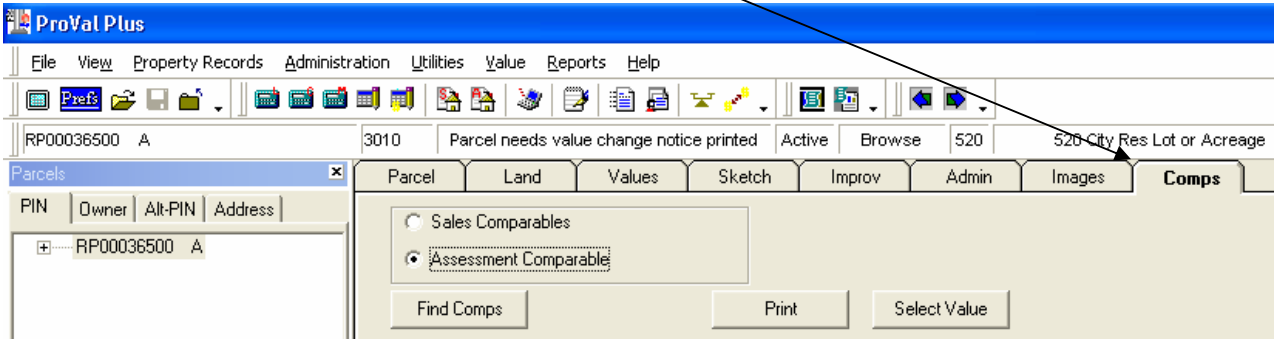 ProVal Plus
File View Property Records Administration Utilities Value Reports Help
Prefs
RP00036500 A 3010 Parcel needs value change notice printed Active Browse 520 520 City Res Lot or Acreage
Parcels Parcel Land Values Sketch Improv Admin Images Comps
PIN Owner Alt-PIN Address
Sales Comparables
RP00036500 A
Assessment Comparable
Find Comps Print Select Value